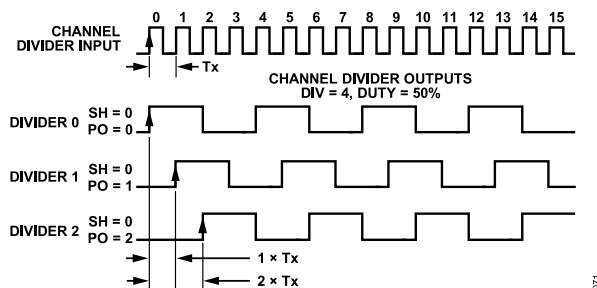 0 1 2 3 4 5 6 7 8 9 10 11 12 13 14 15
CHANNEL
DIVIDER INPUT
Tx
CHANNEL DIVIDER OUTPUTS
DIV = 4, DUTY = 50%
DIVIDER 0 SH = 0
PO = 0
DIVIDER 1 SH = 0
PO = 1
DIVIDER 2 SH = 0
PO = 2
1 × Tx
2 × Tx